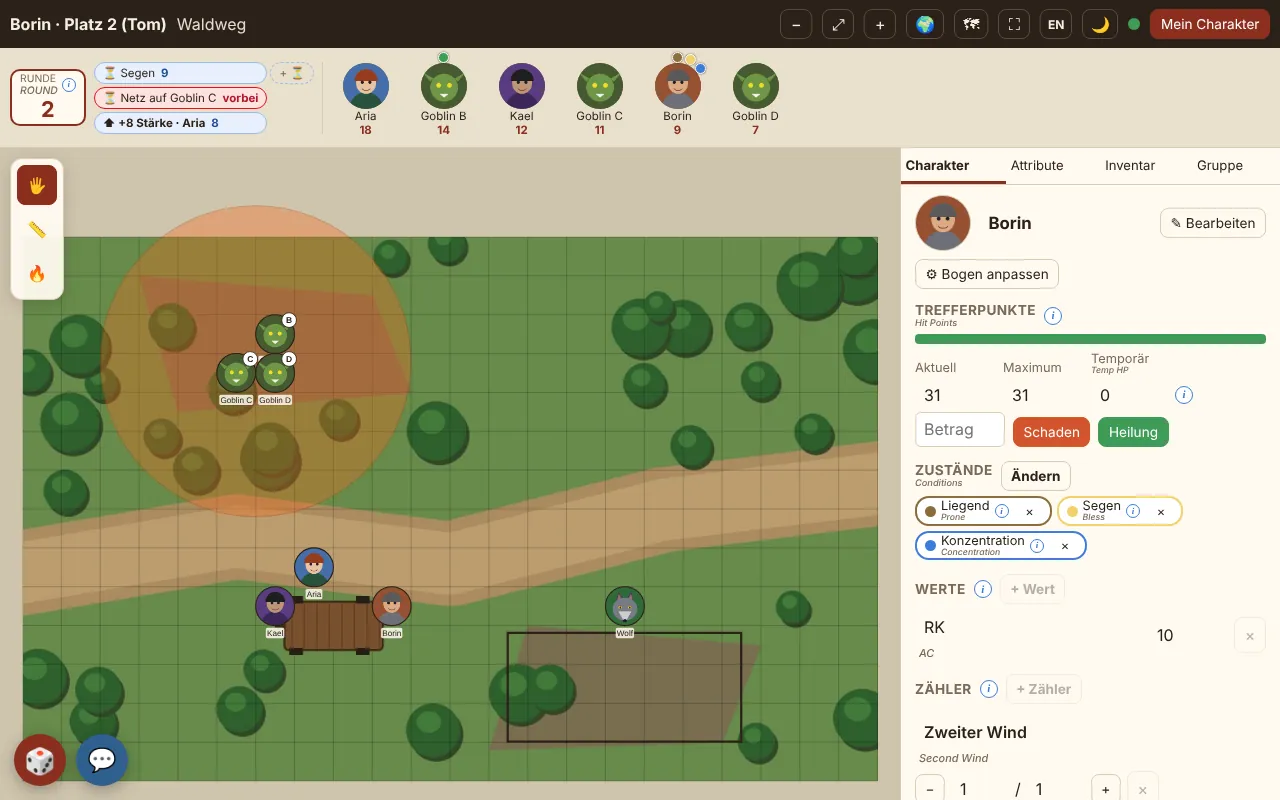 Borin · Platz 2 (Tom) Waldweg
− ⤢ + EN Mein Charakter
RUNDE
ROUND
i
2
Segen 9
+
Netz auf Goblin C vorbei
+8 Stärke · Aria 8
Aria
18
Goblin B
14
Kael
12
Goblin C
11
Borin
9
Goblin D
7
B
C
D
Goblin C
Goblin D
Aria
Kael
Borin
Wolf
Charakter Attribute Inventar Gruppe
Borin
✎ Bearbeiten
⚙ Bogen anpassen
TREFFERPUNKTE
Hit Points
i
Aktuell Maximum Temporär
Temp HP
31 31 0 i
Betrag Schaden Heilung
ZUSTÄNDE
Conditions
Ändern
Liegend
Prone
i ×
Segen
Bless
i ×
Konzentration
Concentration
i ×
WERTE i + Wert
RK 10 ×
AC
ZÄHLER i + Zähler
Zweiter Wind
Second Wind
− 1 / 1 + ×